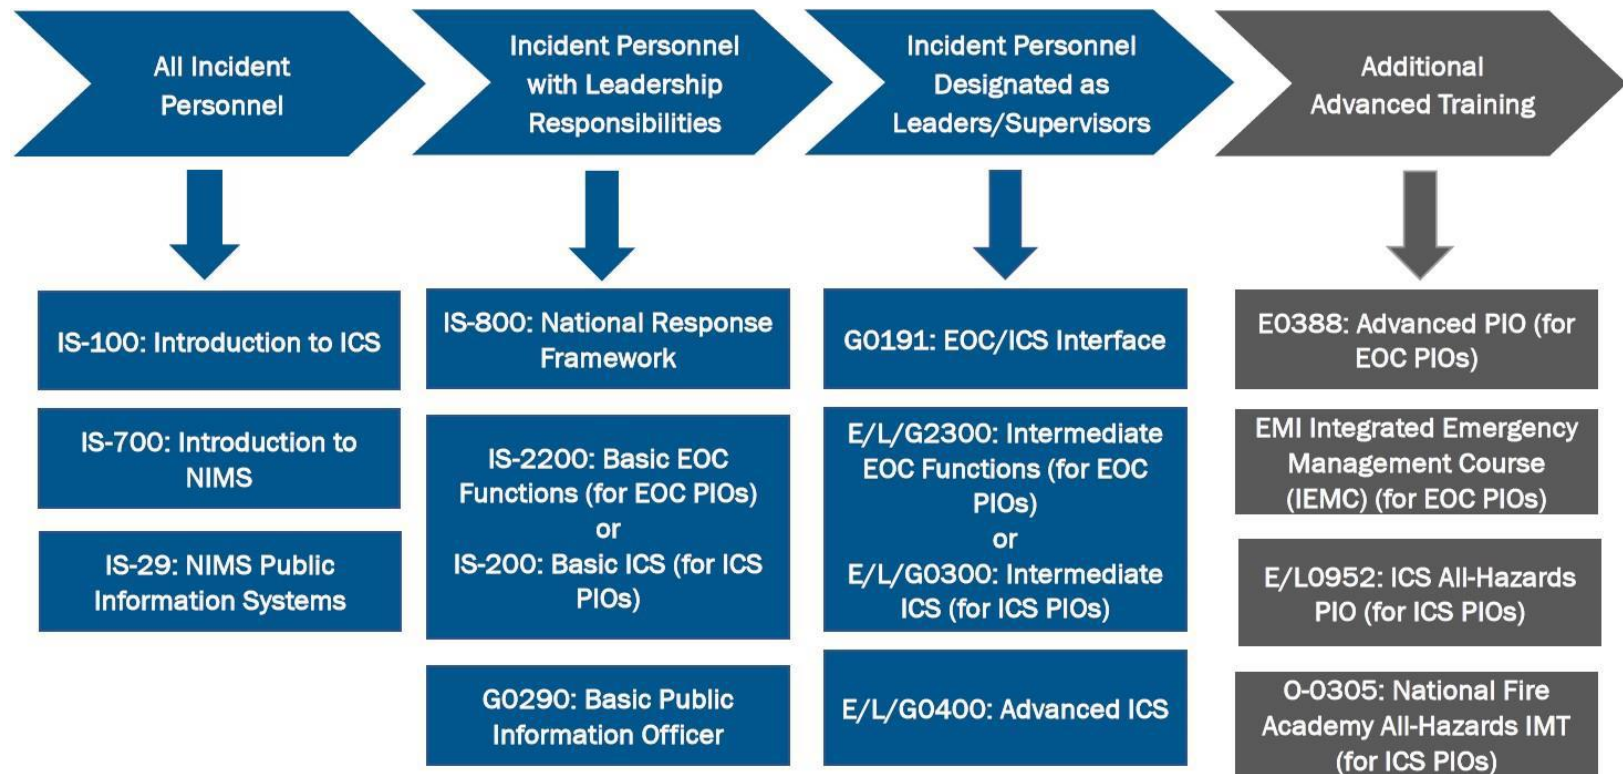 All Incident
Personnel
Incident Personnel
with Leadership
Responsibilities
Incident Personnel
Designated as
Leaders/Supervisors
Additional
Advanced Training
IS-100: Introduction to ICS
IS-700: Introduction to
NIMS
IS-29: NIMS Public
Information Systems
IS-800: National Response
Framework
IS-2200: Basic EOC
Functions (for EOC PIOs)
or
IS-200: Basic ICS (for ICS
PIOs)
G0290: Basic Public
Information Officer
G0191: EOC/ICS Interface
E/L/G2300: Intermediate
EOC Functions (for EOC
PIOs)
or
E/L/G0300: Intermediate
ICS (for ICS PIOs)
E/L/G0400: Advanced ICS
E0388: Advanced PIO (for
EOC PIOs)
EMI Integrated Emergency
Management Course
(IEMC) (for EOC PIOs)
E/L0952: ICS All-Hazards
PIO (for ICS PIOs)
O-0305: National Fire
Academy All-Hazards IMT
(for ICS PIOs)